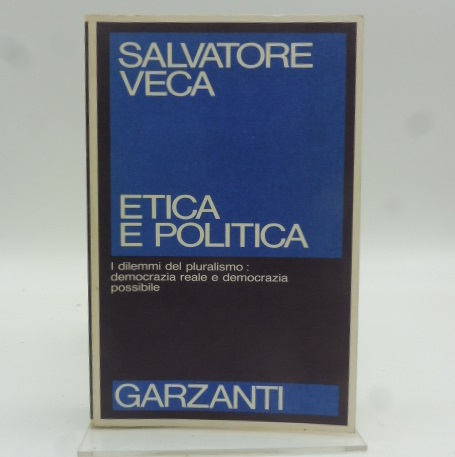 SALVATORE
VECA
ETICA
E POLITICA
I dilemmi del pluralismo:
democrazia reale e democrazia
possibile
GARZANTI